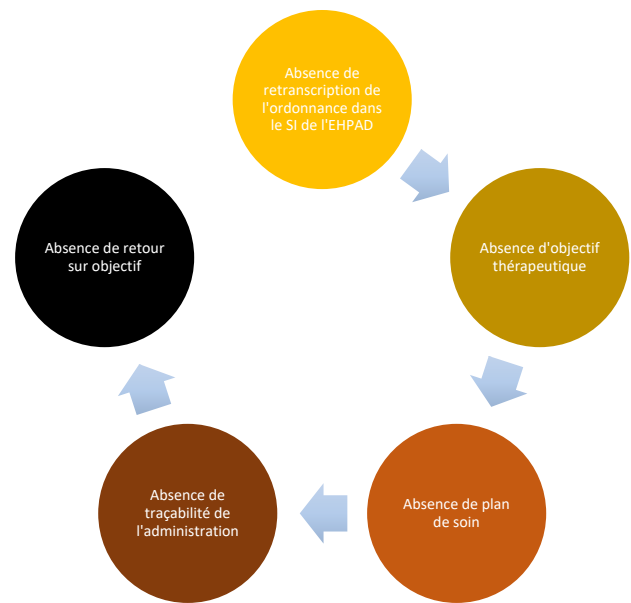 Absence de
retranscription de
l'ordonnance dans
le SI de l'EHPAD
Absence d'objectif
thérapeutique
Absence de plan
de soin
Absence de
traçabilité de
l'administration
Absence de retour
sur objectif